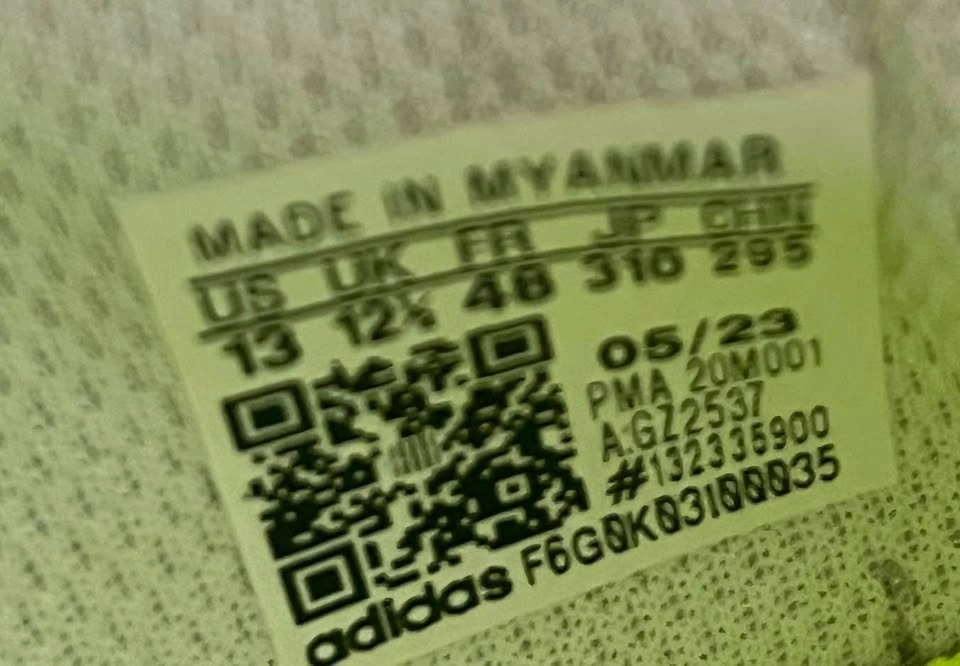 MADE IN MYANMAR
US UK FR JP CHN
13 12½ 48 310 295
05/23
PMA 20M001
A:GZ2537
#132336900
adidas F6G0K03I00035